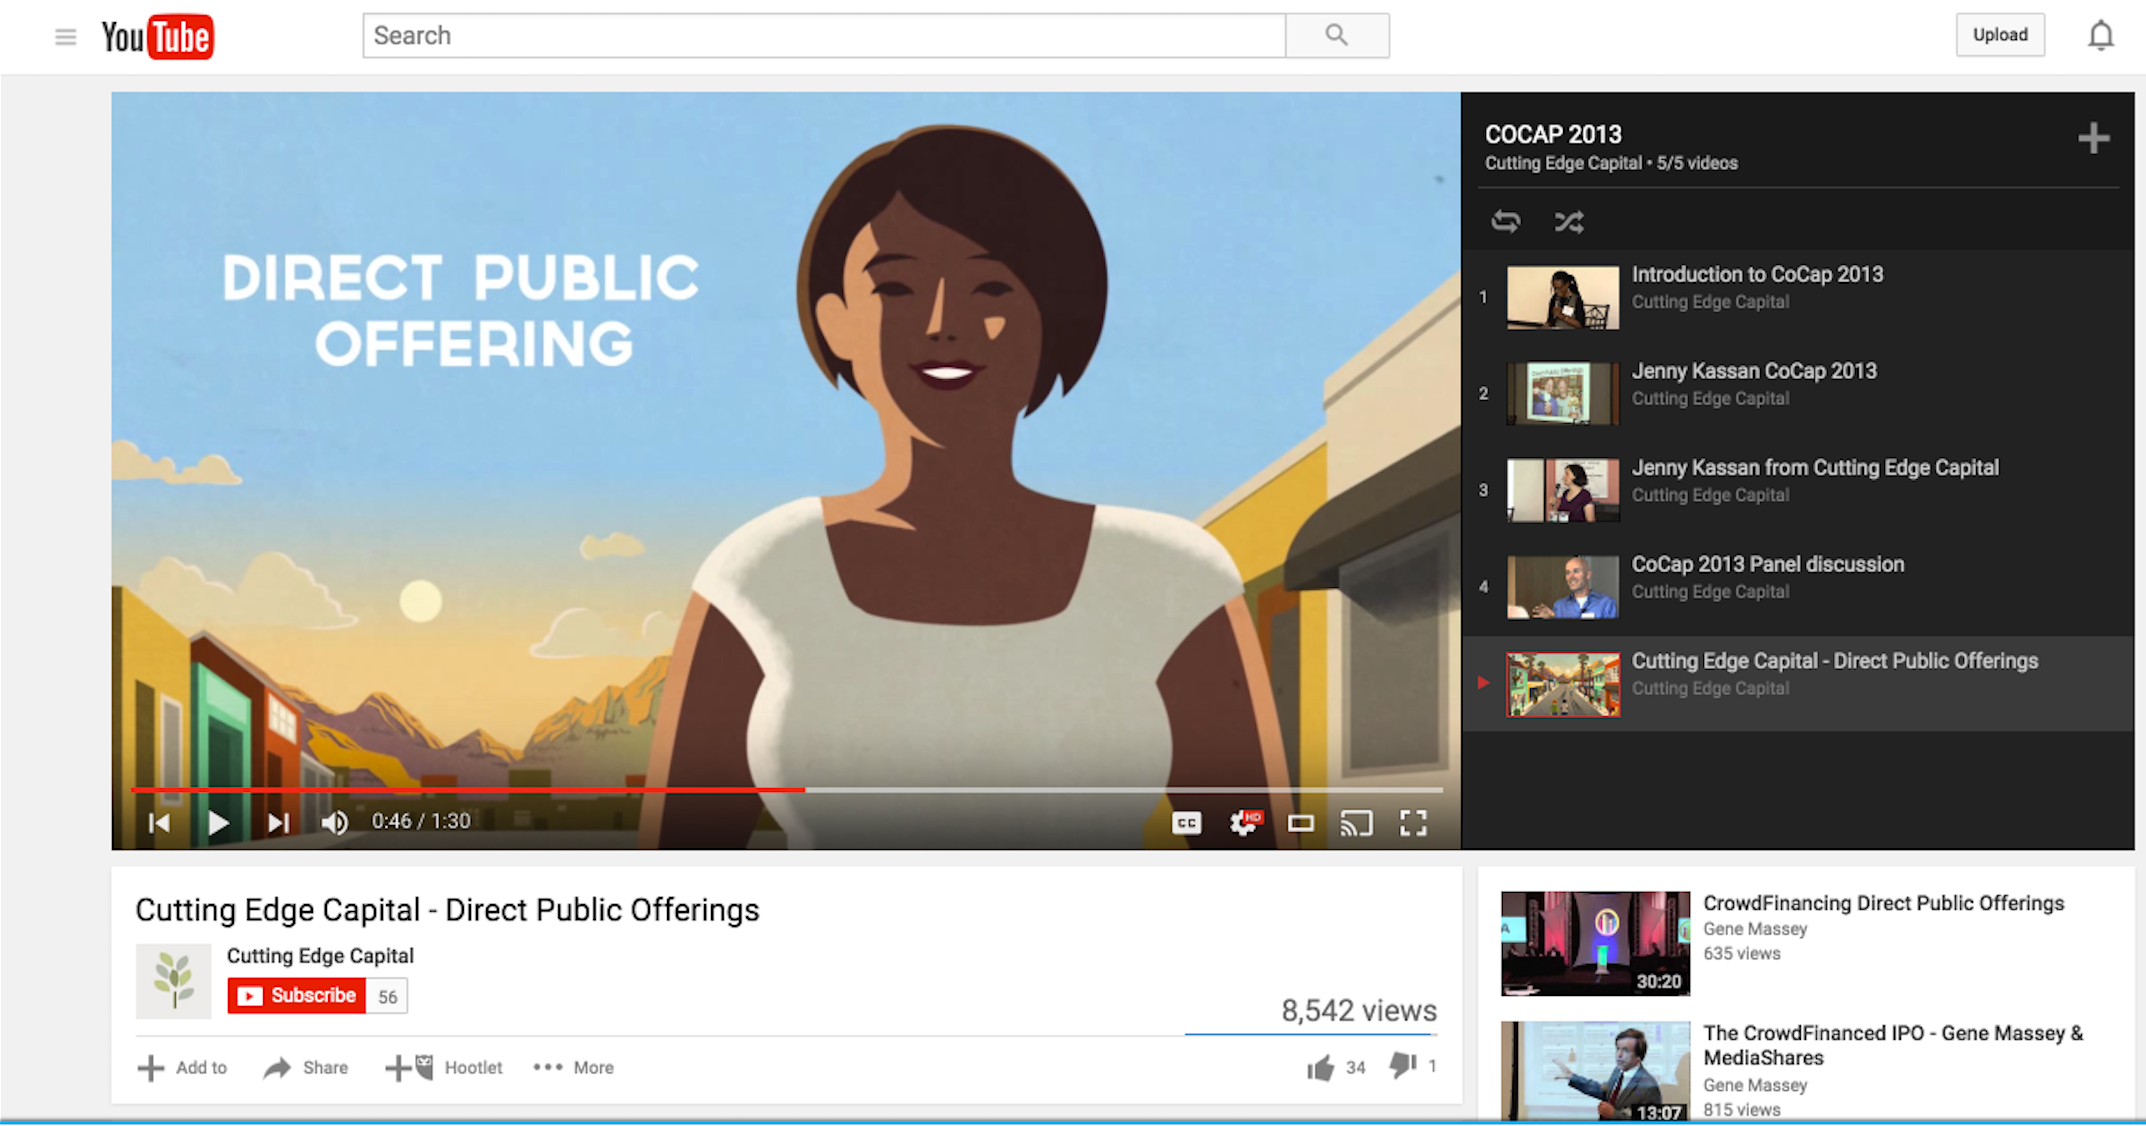 YouTube
Search
Upload
DIRECT PUBLIC
OFFERING
0:46 / 1:30
CC
HD
COCAP 2013
Cutting Edge Capital • 5/5 videos
1
Introduction to CoCap 2013
Cutting Edge Capital
2
Jenny Kassan CoCap 2013
Cutting Edge Capital
3
Jenny Kassan from Cutting Edge Capital
Cutting Edge Capital
4
CoCap 2013 Panel discussion
Cutting Edge Capital
Cutting Edge Capital - Direct Public Offerings
Cutting Edge Capital
Cutting Edge Capital - Direct Public Offerings
Cutting Edge Capital
Subscribe 56
8,542 views
Add to
Share
Hootlet
More
34
1
30:20
CrowdFinancing Direct Public Offerings
Gene Massey
635 views
13:07
The CrowdFinanced IPO - Gene Massey &
MediaShares
Gene Massey
815 views